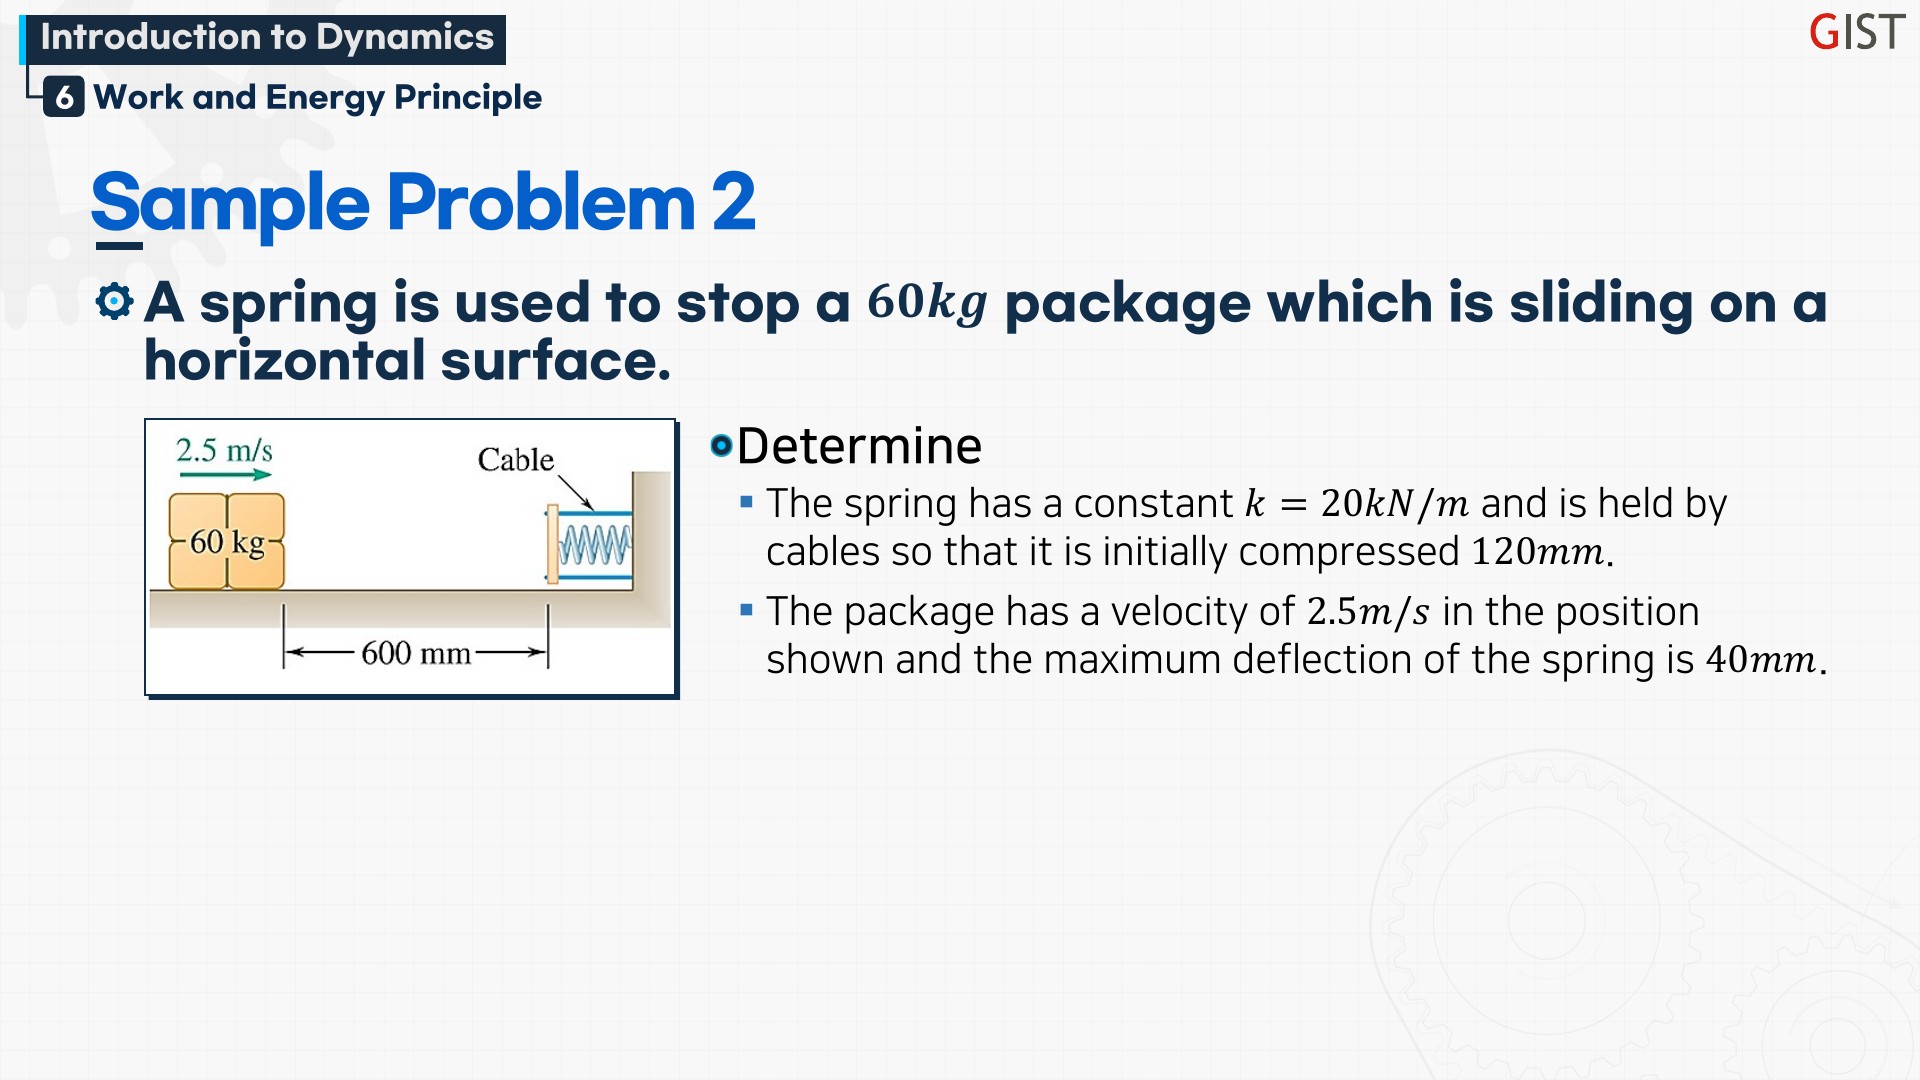 Introduction to Dynamics
GIST
6 Work and Energy Principle
Sample Problem 2
A spring is used to stop a 60kg package which is sliding on a
horizontal surface.
2.5 m/s
Cable
60 kg
600 mm
Determine
The spring has a constant k = 20kN/m and is held by
cables so that it is initially compressed 120mm.
The package has a velocity of 2.5m/s in the position
shown and the maximum deflection of the spring is 40mm.